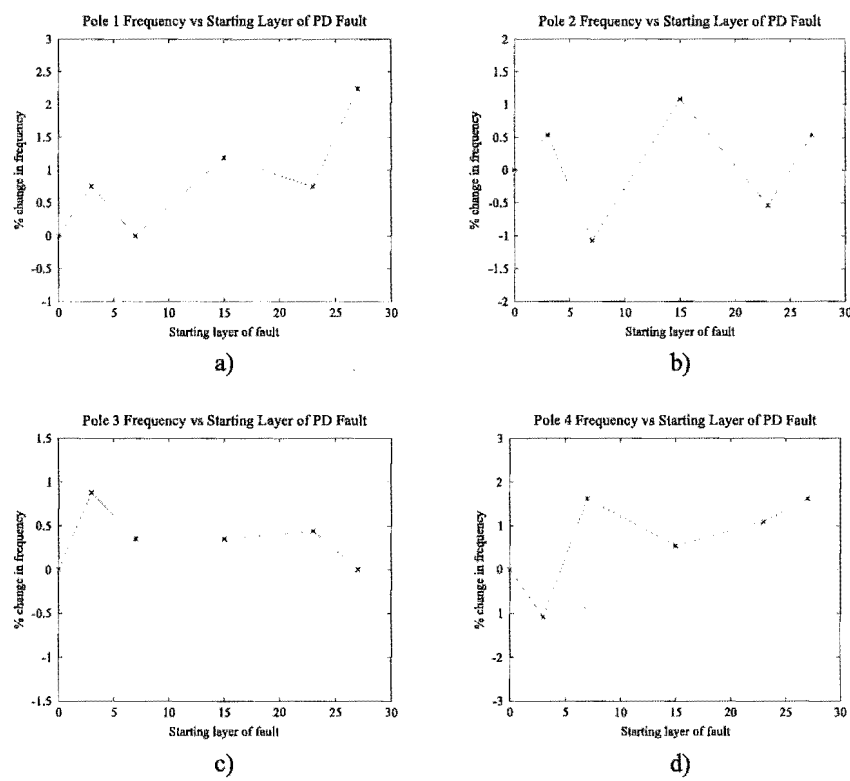 Pole 1 Frequency vs Starting Layer of PD Fault
3
2.5
2
1.5
1
0.5
0
-0.5
-1
% change in frequency
0 5 10 15 20 25 30
Starting layer of fault
a)
Pole 2 Frequency vs Starting Layer of PD Fault
2
1.5
1
0.5
0
-0.5
-1
-1.5
-2
% change in frequency
0 5 10 15 20 25 30
Starting layer of fault
b)
Pole 3 Frequency vs Starting Layer of PD Fault
1.5
1
0.5
0
-0.5
-1
-1.5
% change in frequency
0 5 10 15 20 25 30
Starting layer of fault
c)
Pole 4 Frequency vs Starting Layer of PD Fault
3
2
1
0
-1
-2
-3
% change in frequency
0 5 10 15 20 25 30
Starting layer of fault
d)